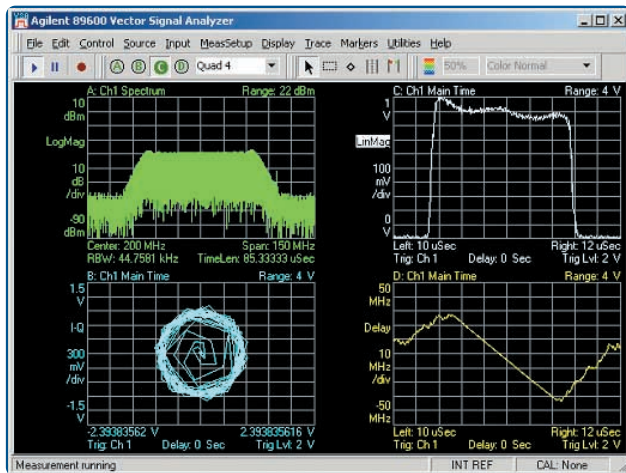 Agilent 89600 Vector Signal Analyzer
File Edit Control Source Input MeasSetup Display Trace Markers Utilities Help
A B C D Quad 4 50% Color Normal
A: Ch1 Spectrum Range: 22 dBm
10
dBm
LogMag
10
dB
/div
-90
dBm
Center: 200 MHz Span: 150 MHz
RBW: 44.7581 kHz TimeLen: 85.33333 uSec
C: Ch1 Main Time Range: 4 V
1
V
LinMag
100
mV
/div
0
V
Left: 10 uSec Right: 12 uSec
Trig: Ch 1 Delay: 0 Sec Trig Lvl: 2 V
B: Ch1 Main Time Range: 4 V
1.5
V
I-Q
300
mV
/div
-1.5
V
-2.39383562 V 2.393835616 V
Trig: Ch 1 Delay: 0 Sec Trig Lvl: 2 V
D: Ch1 Main Time Range: 4 V
50
MHz
Delay
10
MHz
/div
-50
MHz
Left: 10 uSec Right: 12 uSec
Trig: Ch 1 Delay: 0 Sec Trig Lvl: 2 V
Measurement running INT REF CAL: None